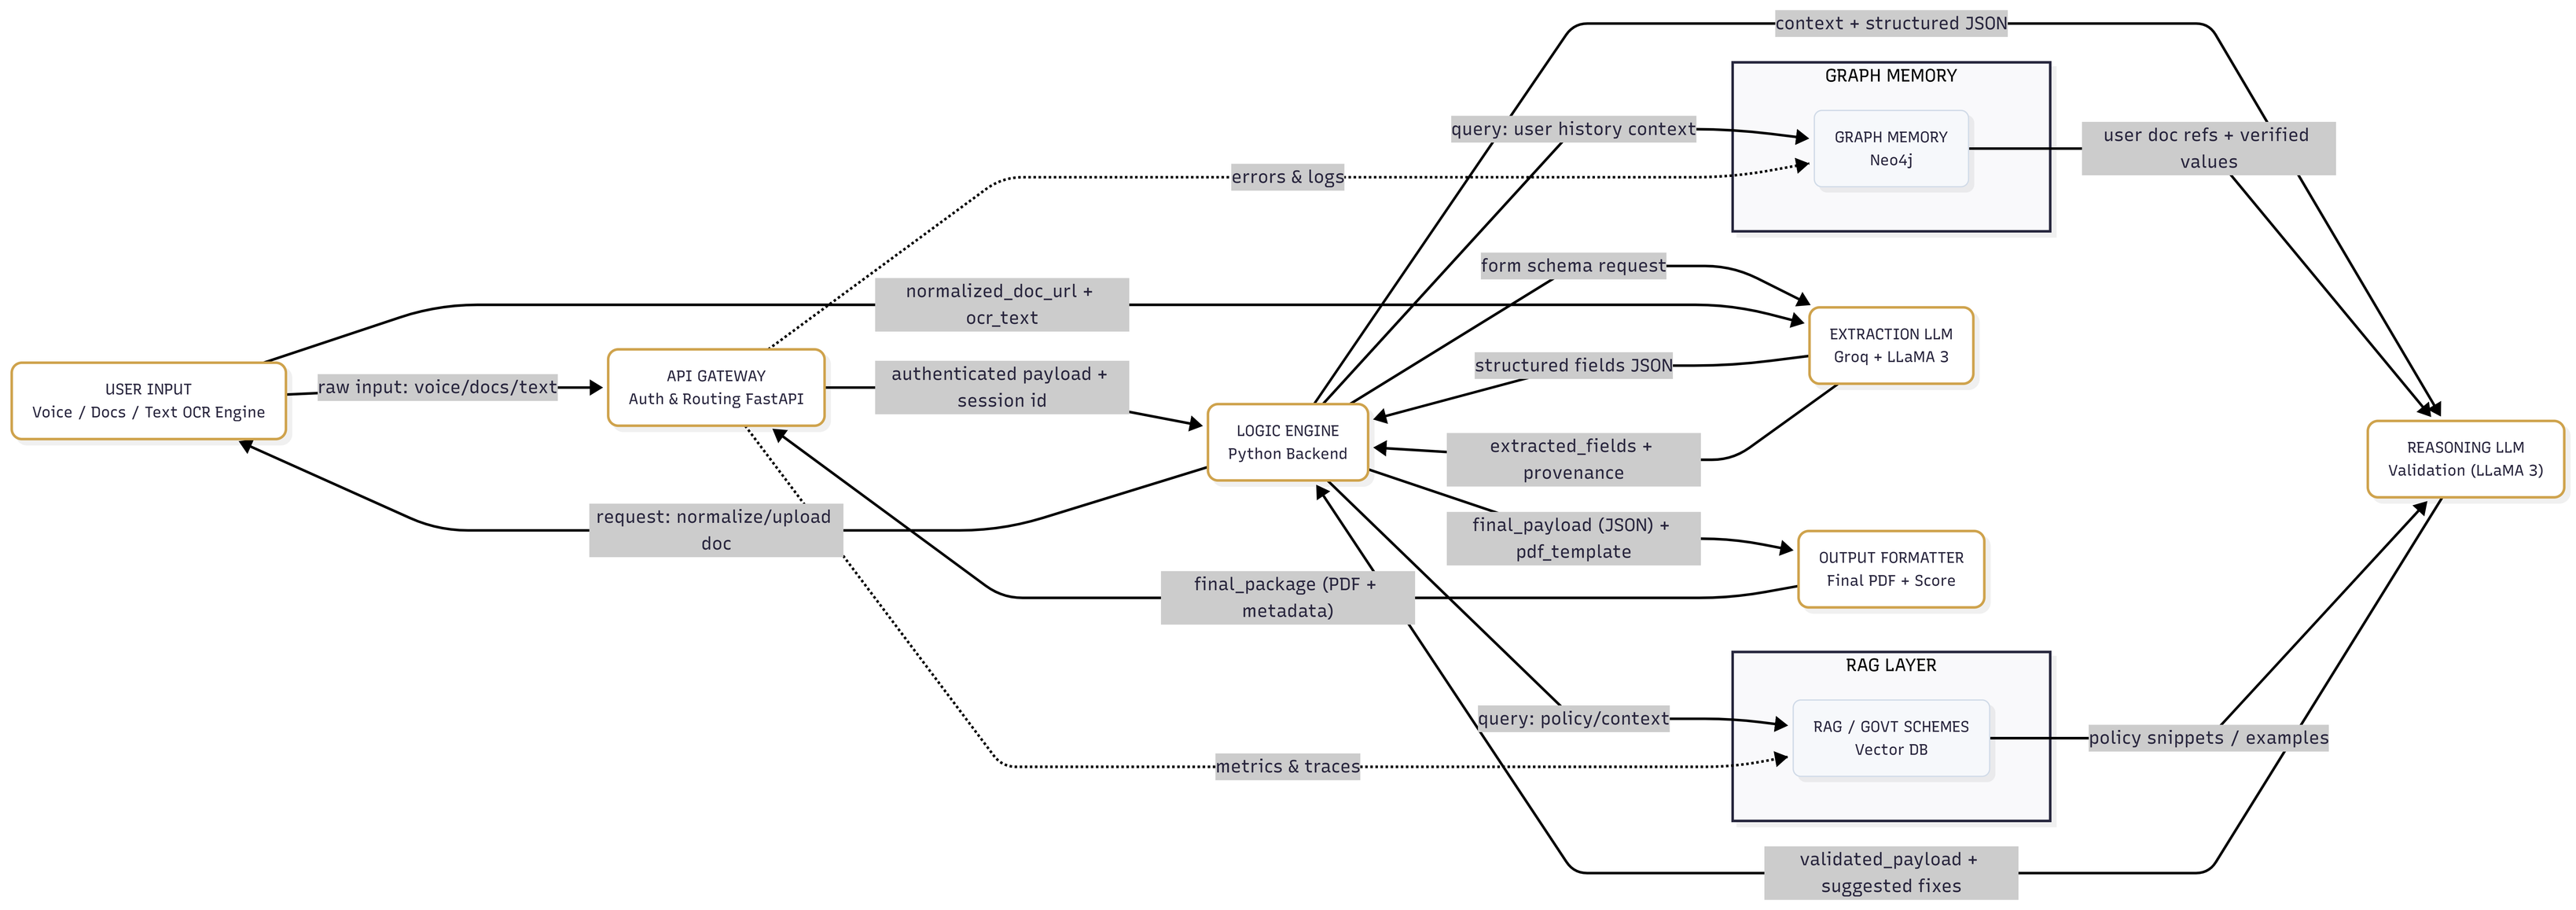 context + structured JSON
GRAPH MEMORY
query: user history context
GRAPH MEMORY
Neo4j
user doc refs + verified
values
errors & logs
form schema request
normalized_doc_url +
ocr_text
EXTRACTION LLM
Groq + LLaMA 3
structured fields JSON
USER INPUT
Voice / Docs / Text OCR Engine
raw input: voice/docs/text
API GATEWAY
Auth & Routing FastAPI
authenticated payload +
session id
LOGIC ENGINE
Python Backend
extracted_fields +
provenance
REASONING LLM
Validation (LLaMA 3)
request: normalize/upload
doc
final_payload (JSON) +
pdf_template
OUTPUT FORMATTER
Final PDF + Score
final_package (PDF +
metadata)
RAG LAYER
query: policy/context
RAG / GOVT SCHEMES
Vector DB
policy snippets / examples
metrics & traces
validated_payload +
suggested fixes